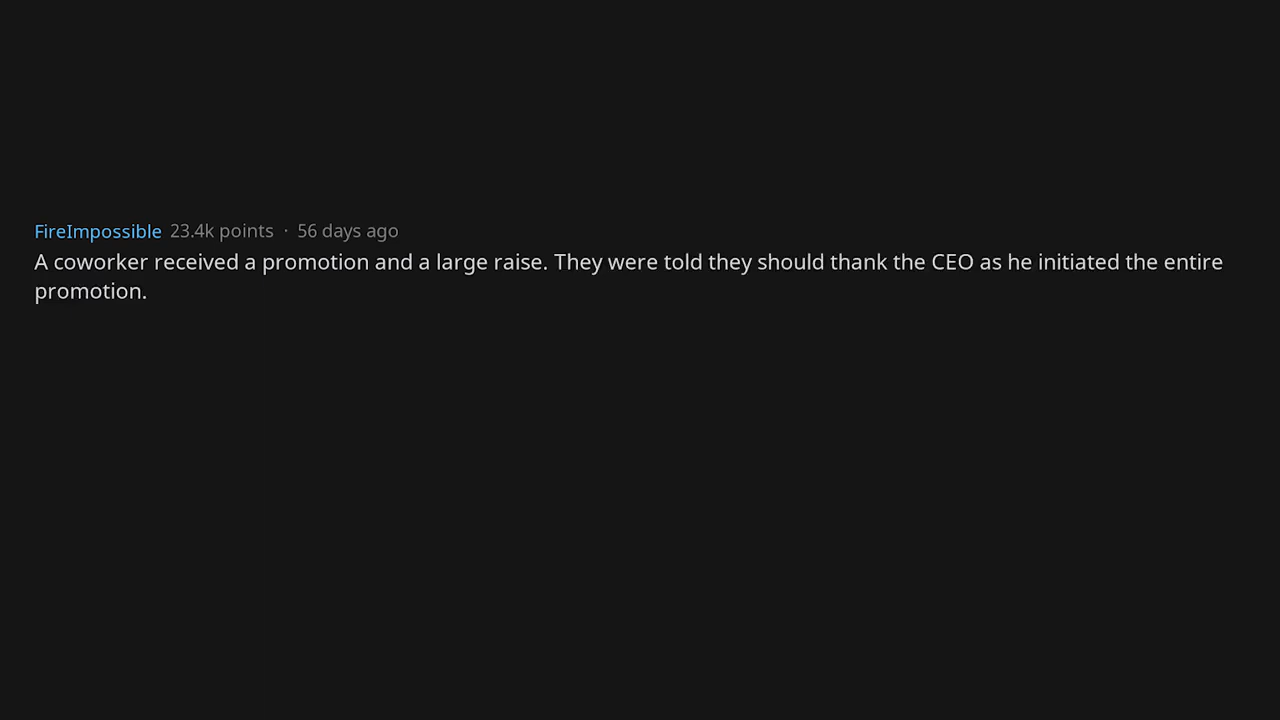 FireImpossible 23.4k points · 56 days ago
A coworker received a promotion and a large raise. They were told they should thank the CEO as he initiated the entire
promotion.